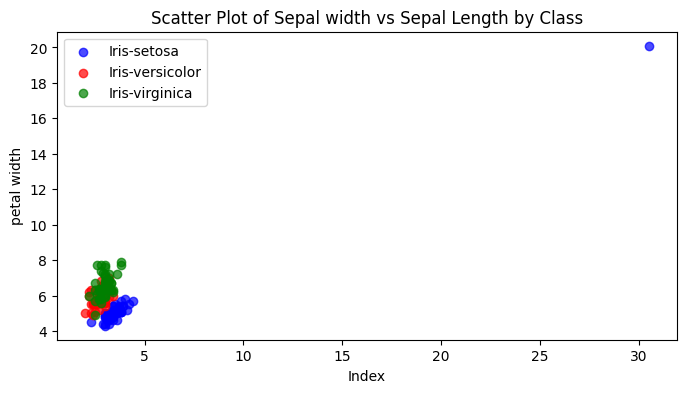 Scatter Plot of Sepal width vs Sepal Length by Class
Iris-setosa
Iris-versicolor
Iris-virginica
petal width
20
18
16
14
12
10
8
6
4
5
10
15
20
25
30
Index